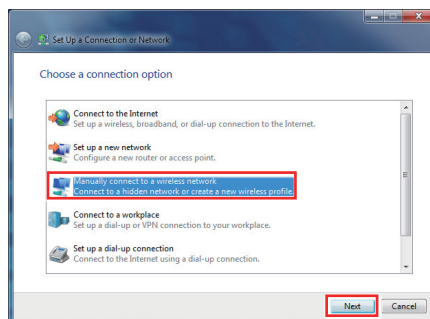 Set Up a Connection or Network
Choose a connection option
Connect to the Internet
Set up a wireless, broadband, or dial-up connection to the Internet.
Set up a new network
Configure a new router or access point.
Manually connect to a wireless network
Connect to a hidden network or create a new wireless profile.
Connect to a workplace
Set up a dial-up or VPN connection to your workplace.
Set up a dial-up connection
Connect to the Internet using a dial-up connection.
Next Cancel